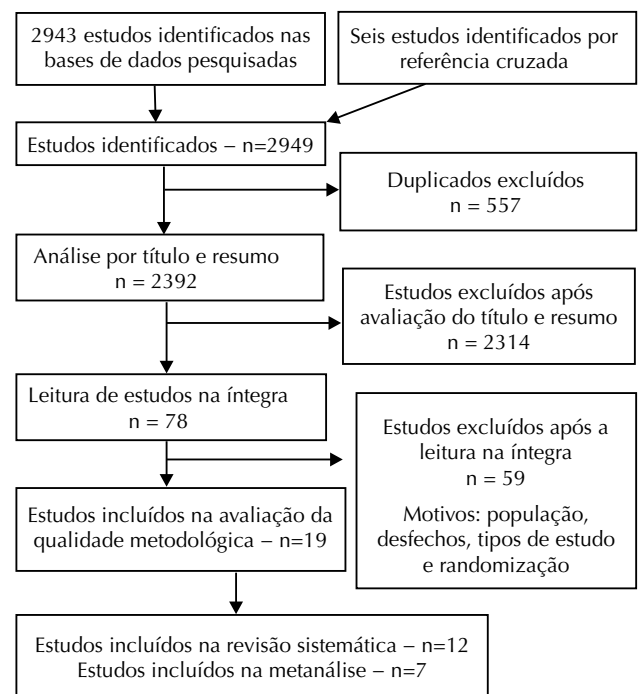 2943 estudos identificados nas
bases de dados pesquisadas
Seis estudos identificados por
referência cruzada
Estudos identificados – n=2949
Duplicados excluídos
n = 557
Análise por título e resumo
n = 2392
Estudos excluídos após
avaliação do título e resumo
n = 2314
Leitura de estudos na íntegra
n = 78
Estudos excluídos após a
leitura na íntegra
n = 59
Motivos: população,
desfechos, tipos de estudo
e randomização
Estudos incluídos na avaliação da
qualidade metodológica – n=19
Estudos incluídos na revisão sistemática – n=12
Estudos incluídos na metanálise – n=7